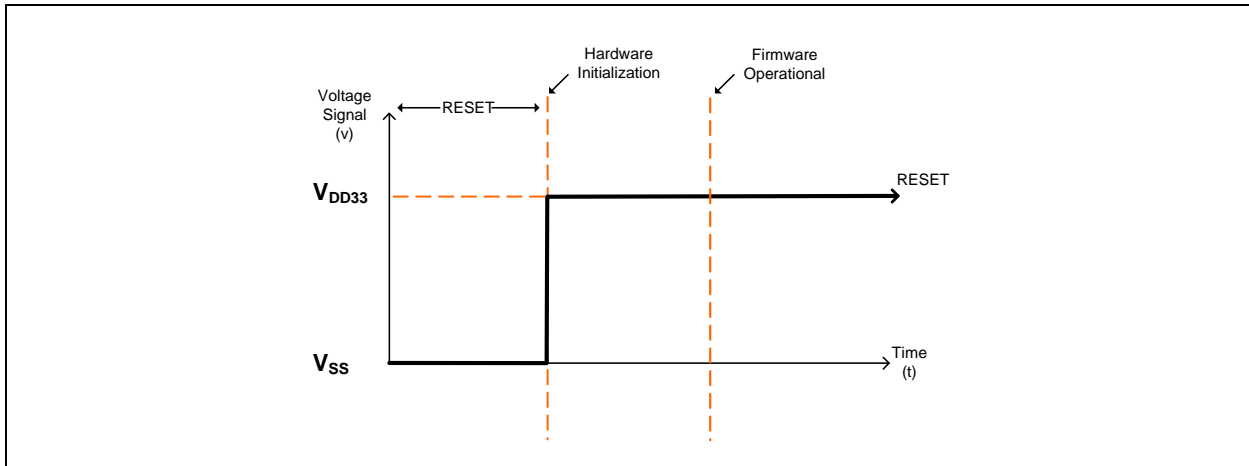 Hardware
Initialization
Firmware
Operational
Voltage
Signal
(v)
RESET
VDD33
RESET
VSS
Time
(t)